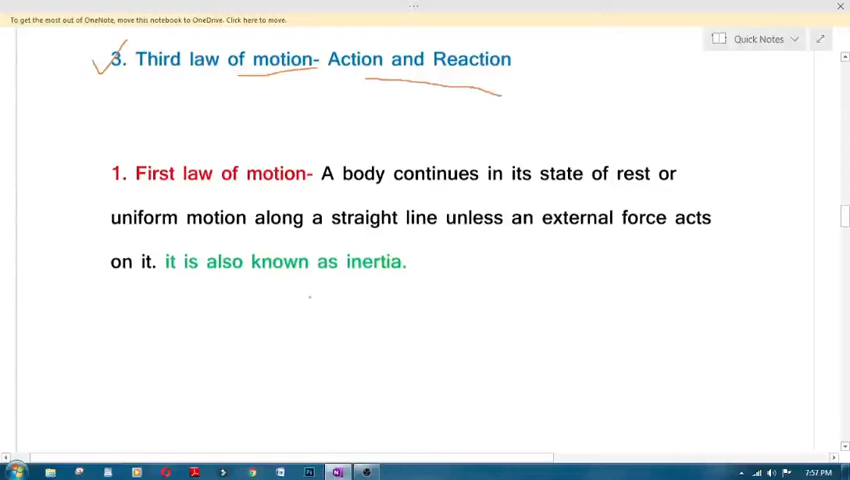 To get the most out of OneNote, move this notebook to OneDrive. Click here to move.
Quick Notes
3. Third law of motion- Action and Reaction
1. First law of motion- A body continues in its state of rest or
uniform motion along a straight line unless an external force acts
on it. it is also known as inertia.
7:57 PM